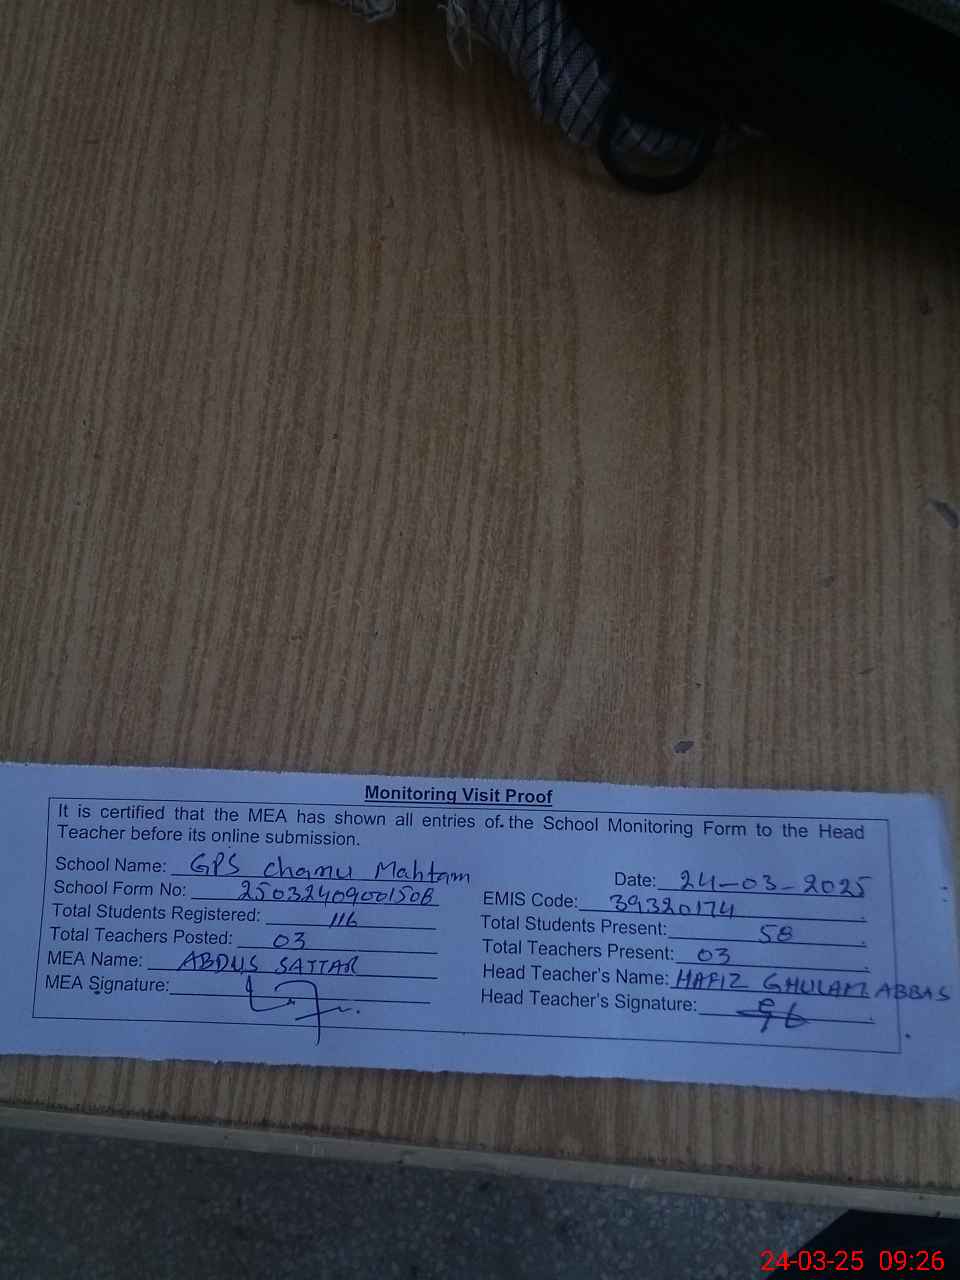 Monitoring Visit Proof
It is certified that the MEA has shown all entries of the School Monitoring Form to the Head
Teacher before its online submission.
School Name: GPS Chanu Mahtam
Date: 24-03-2025
School Form No: 25032409001508
EMIS Code: 39320174
Total Students Registered: 116
Total Students Present: 58
Total Teachers Posted: 03
Total Teachers Present: 03
MEA Name: ABDUS SATTAR
Head Teacher's Name: HAFIZ GHULAM ABBAS
MEA Signature:
Head Teacher's Signature:
24-03-25 09:26